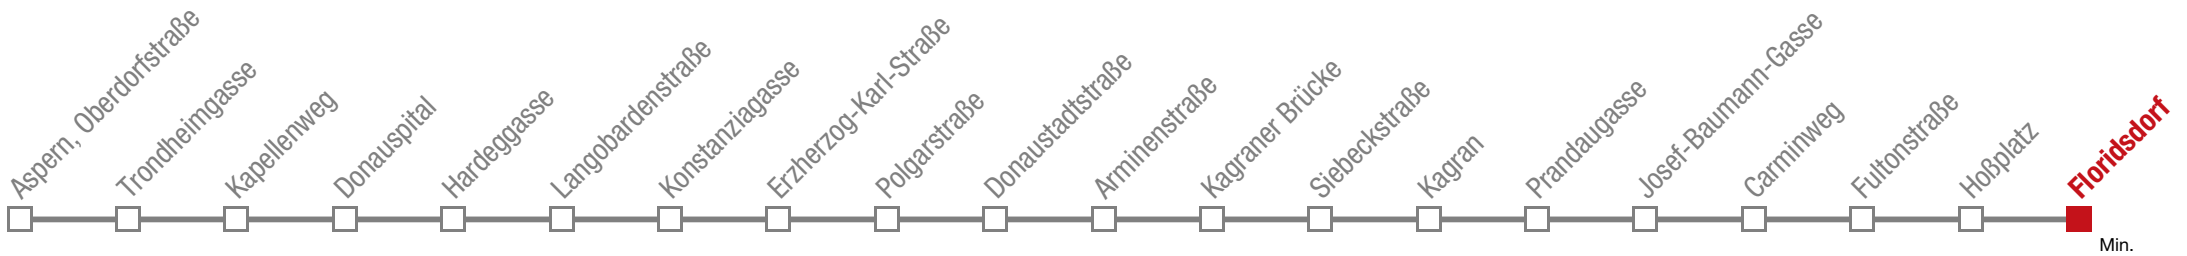 Aspern, Oberdorfstraße
Trondheimgasse
Kapellenweg
Donauspital
Hardeggasse
Langobardenstraße
Konstanziagasse
Erzherzog-Karl-Straße
Polgarstraße
Donaustadtstraße
Arminenstraße
Kagraner Brücke
Siebeckstraße
Kagran
Prandaugasse
Josef-Baumann-Gasse
Carminweg
Fultonstraße
Hoßplatz
Floridsdorf
Min.